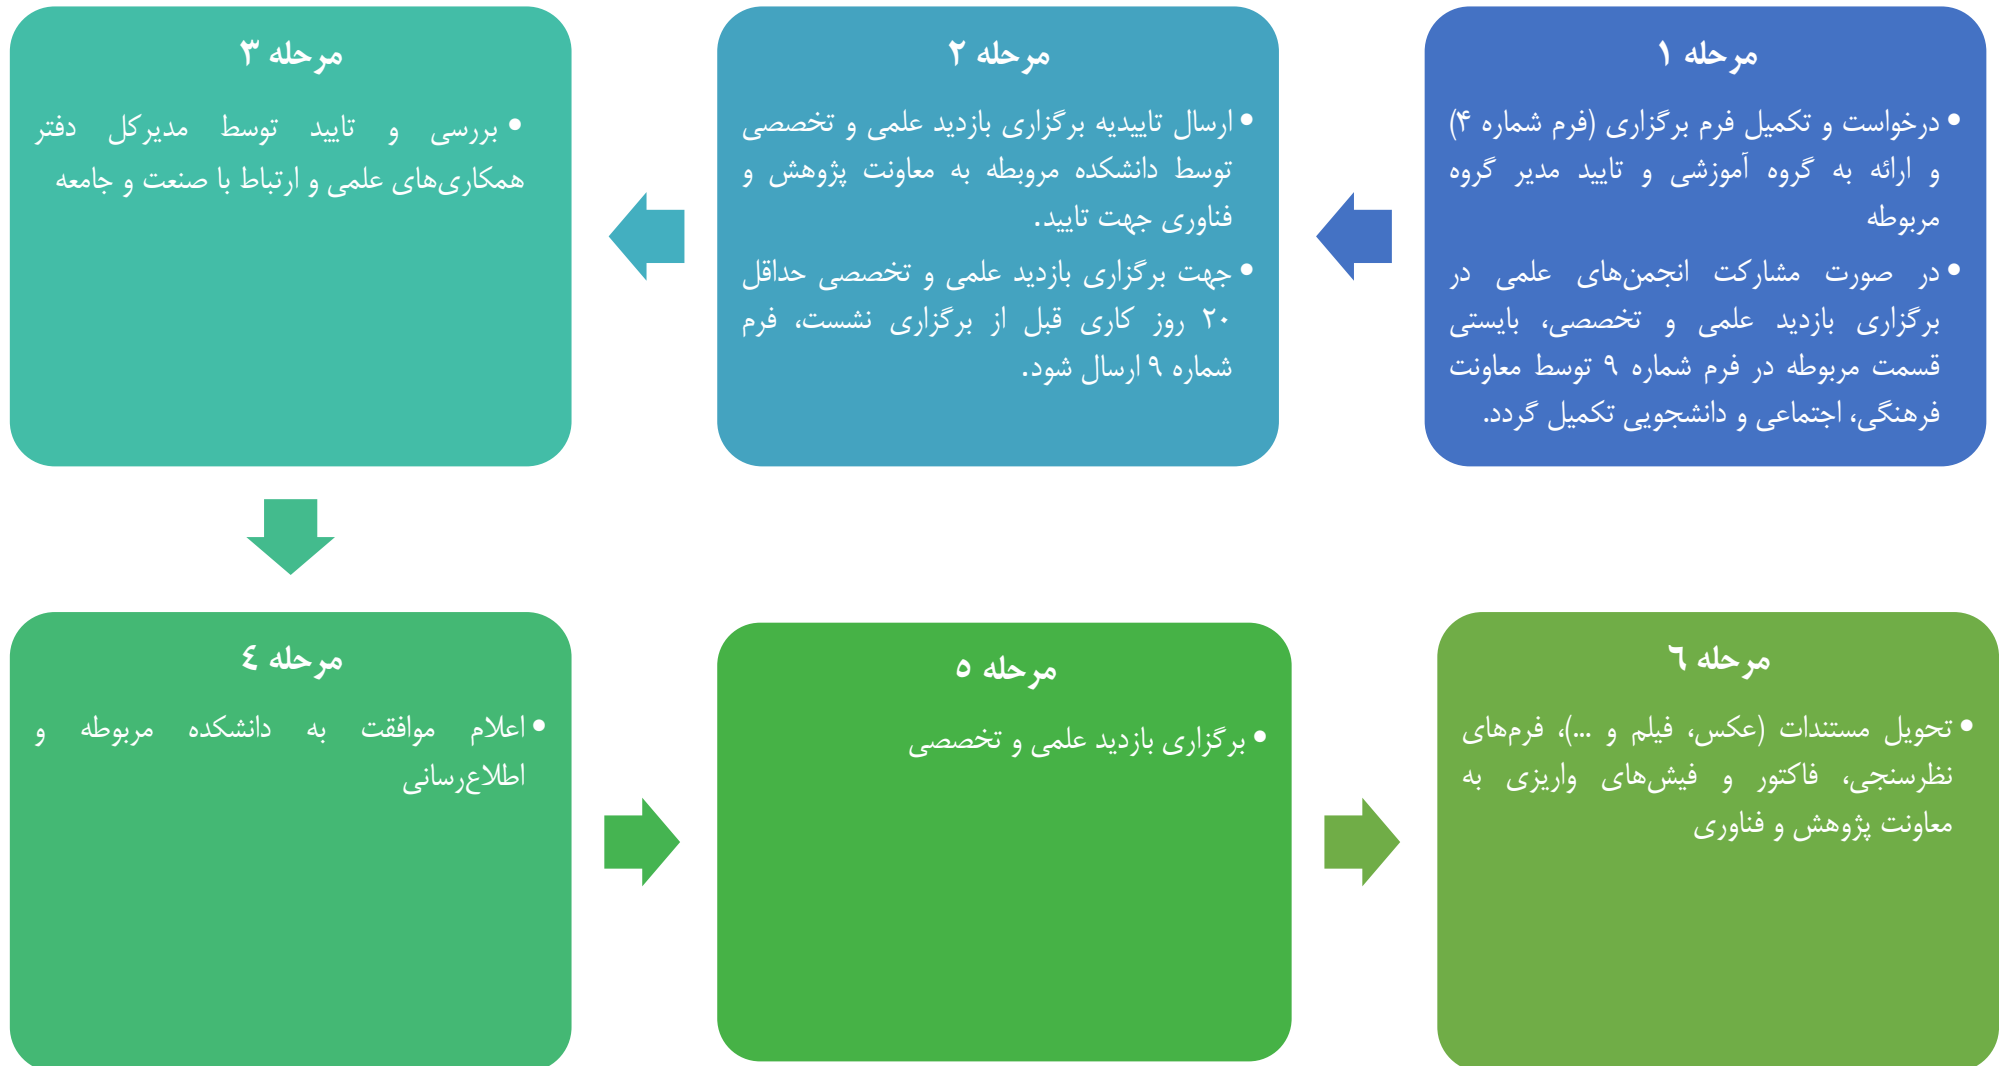 مرحله ۱
• درخواست و تکمیل فرم برگزاری (فرم شماره ۴)
و ارائه به گروه آموزشی و تایید مدیر گروه
مربوطه
• در صورت مشارکت انجمن‌های علمی در
برگزاری بازدید علمی و تخصصی، بایستی
قسمت مربوطه در فرم شماره ۹ توسط معاونت
فرهنگی، اجتماعی و دانشجویی تکمیل گردد.
مرحله ۲
• ارسال تاییدیه برگزاری بازدید علمی و تخصصی
توسط دانشکده مروبطه به معاونت پژوهش و
فناوری جهت تایید.
• جهت برگزاری بازدید علمی و تخصصی حداقل
۲۰ روز کاری قبل از برگزاری نشست، فرم
شماره ۹ ارسال شود.
مرحله ۳
• بررسی و تایید توسط مدیرکل دفتر
همکاری‌های علمی و ارتباط با صنعت و جامعه
مرحله ٤
• اعلام موافقت به دانشکده مربوطه و
اطلاع‌رسانی
مرحله ٥
• برگزاری بازدید علمی و تخصصی
مرحله ٦
• تحویل مستندات (عکس، فیلم و ...)، فرم‌های
نظرسنجی، فاکتور و فیش‌های واریزی به
معاونت پژوهش و فناوری